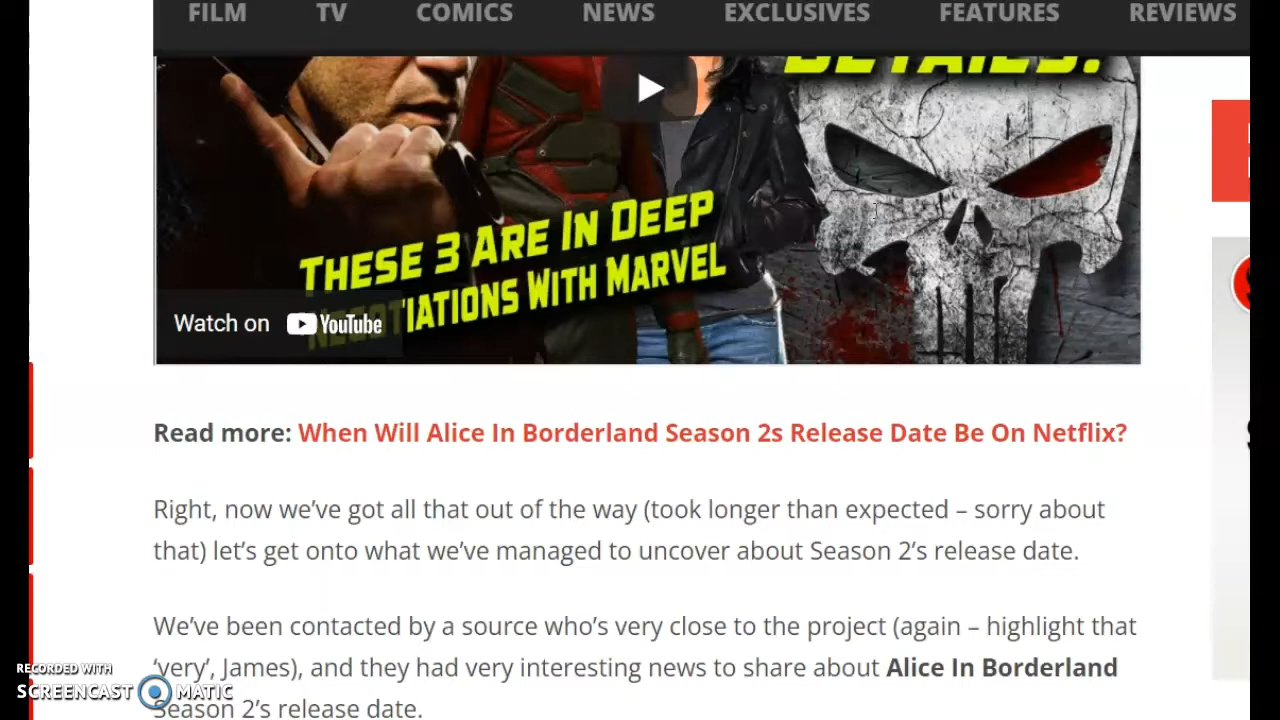 FILM TV COMICS NEWS EXCLUSIVES FEATURES REVIEWS
DETAILS!
THESE 3 ARE IN DEEP
NEGOTIATIONS WITH MARVEL
Watch on YouTube
Read more: When Will Alice In Borderland Season 2s Release Date Be On Netflix?
Right, now we’ve got all that out of the way (took longer than expected – sorry about
that) let’s get onto what we’ve managed to uncover about Season 2’s release date.
We’ve been contacted by a source who’s very close to the project (again – highlight that
‘very’, James), and they had very interesting news to share about Alice In Borderland
Season 2’s release date.
RECORDED WITH
SCREENCAST MATIC